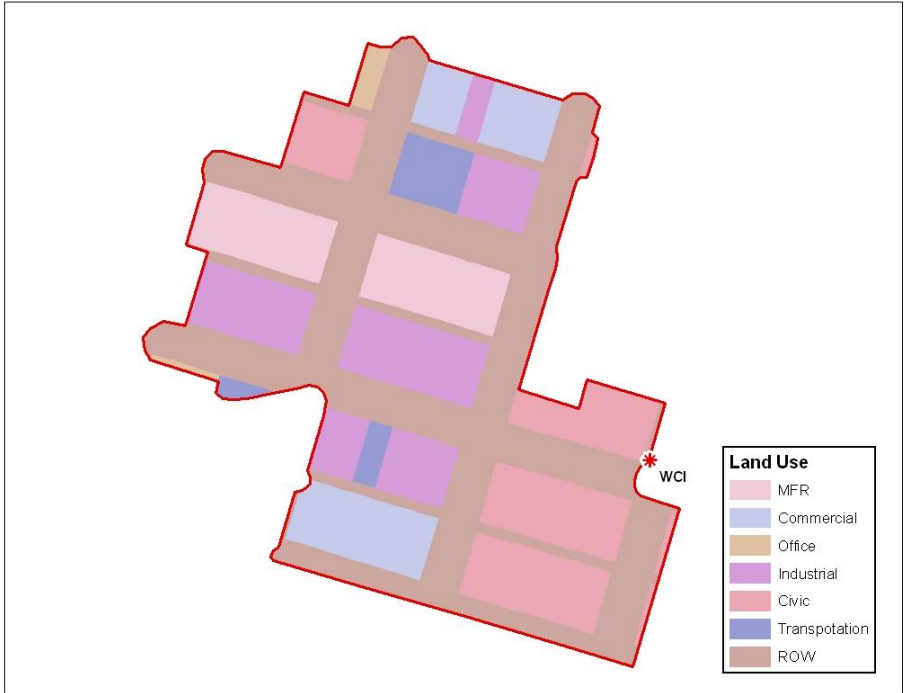 WCI
Land Use
MFR
Commercial
Office
Industrial
Civic
Transpotation
ROW